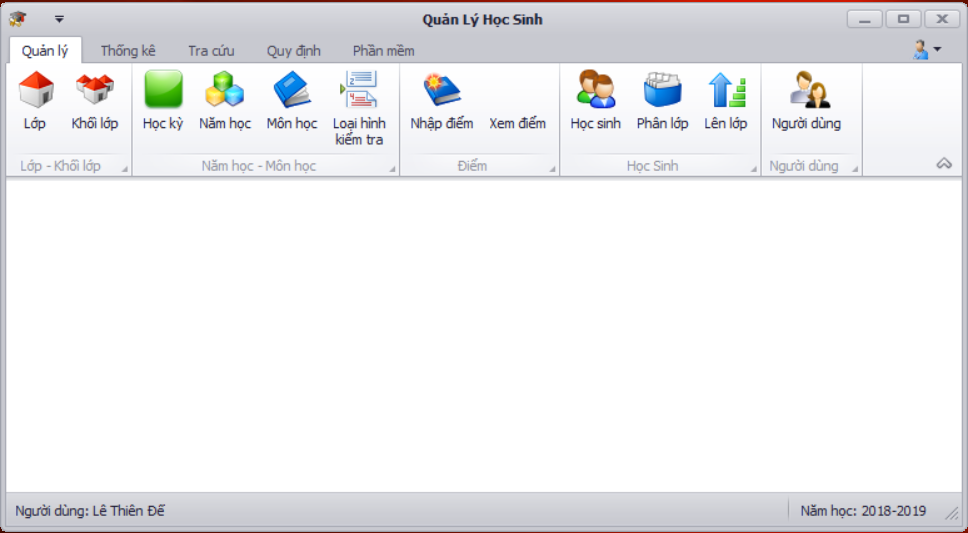 Quản Lý Học Sinh
Quản lý Thống kê Tra cứu Quy định Phần mềm
Lớp Khối lớp Học kỳ Năm học Môn học Loại hình kiểm tra Nhập điểm Xem điểm Học sinh Phân lớp Lên lớp Người dùng
Lớp - Khối lớp Năm học - Môn học Điểm Học Sinh Người dùng
Người dùng: Lê Thiên Đế Năm học: 2018-2019